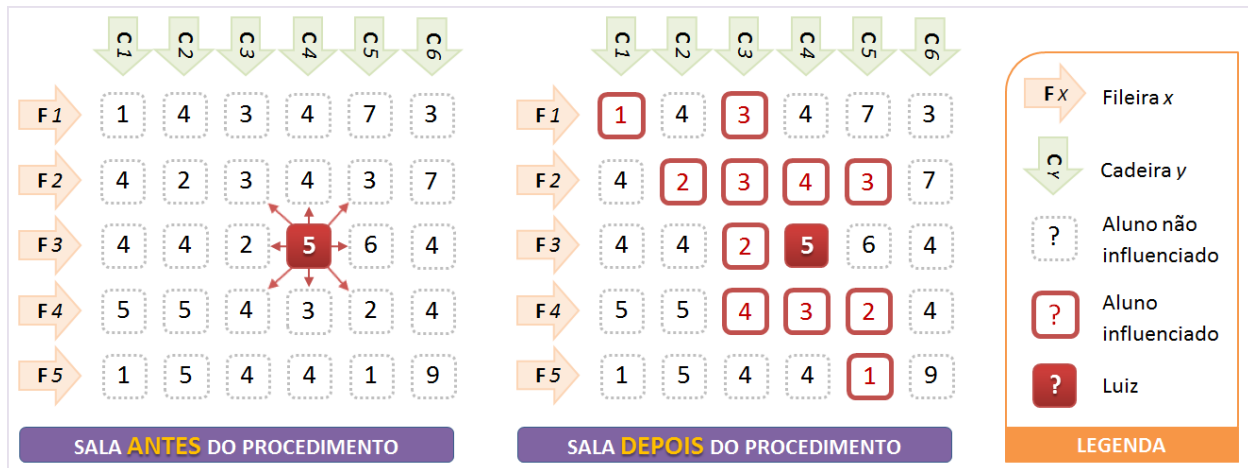 C1 C2 C3 C4 C5 C6
F1 1 4 3 4 7 3
F2 4 2 3 4 3 7
F3 4 4 2 5 6 4
F4 5 5 4 3 2 4
F5 1 5 4 4 1 9
SALA ANTES DO PROCEDIMENTO
C1 C2 C3 C4 C5 C6
F1 1 4 3 4 7 3
F2 4 2 3 4 3 7
F3 4 4 2 5 6 4
F4 5 5 4 3 2 4
F5 1 5 4 4 1 9
SALA DEPOIS DO PROCEDIMENTO
F X Fileira x
C Y Cadeira y
? Aluno não
influenciado
? Aluno
influenciado
? Luiz
LEGENDA